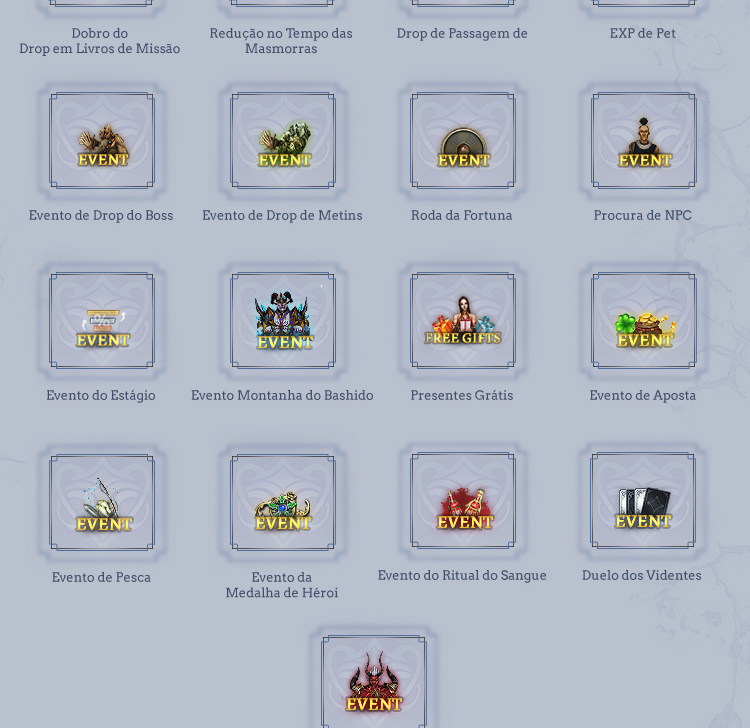 Dobro do
Drop em Livros de Missão
Redução no Tempo das
Masmorras
Drop de Passagem de
EXP de Pet
EVENT
EVENT
EVENT
EVENT
Evento de Drop do Boss
Evento de Drop de Metins
Roda da Fortuna
Procura de NPC
EVENT
EVENT
FREE GIFTS
EVENT
Evento do Estágio
Evento Montanha do Bashido
Presentes Grátis
Evento de Aposta
EVENT
EVENT
EVENT
EVENT
Evento de Pesca
Evento da
Medalha de Héroi
Evento do Ritual do Sangue
Duelo dos Videntes
EVENT